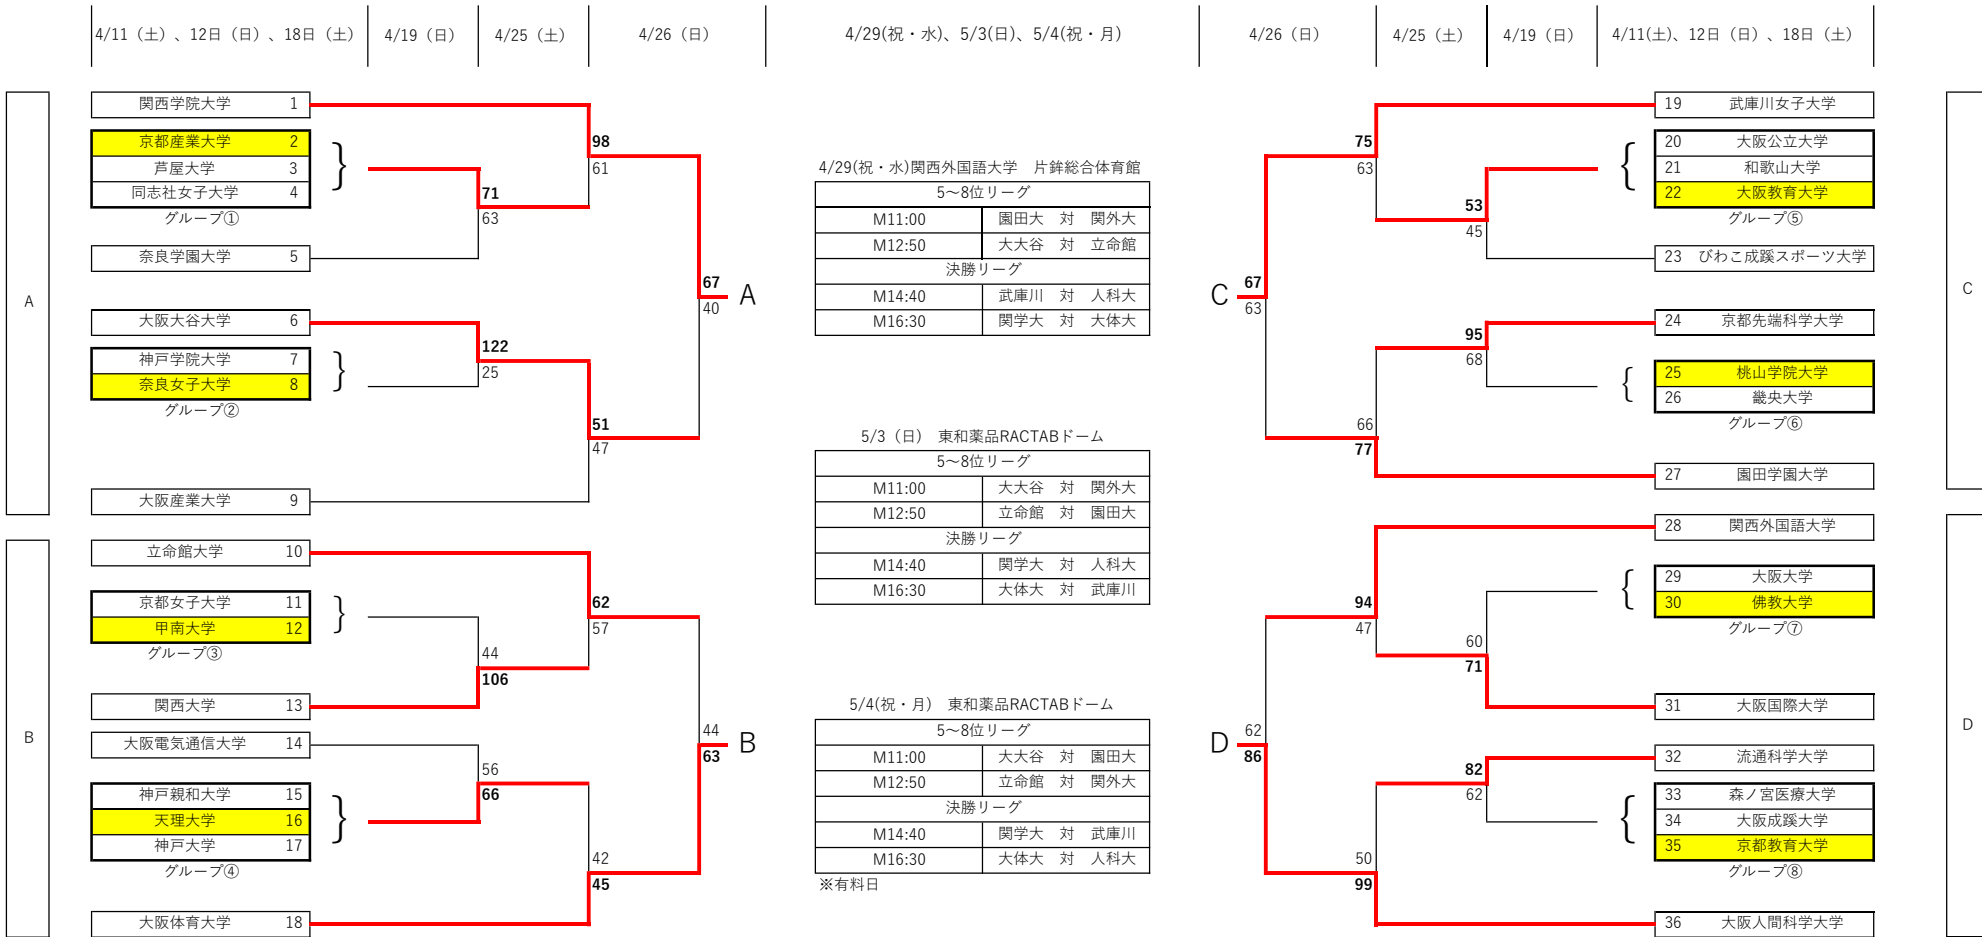 4/11（土）、12日（日）、18日（土）
4/19（日）
4/25（土）
4/26（日）
4/29(祝・水)、5/3(日)、5/4(祝・月)
4/26（日）
4/25（土）
4/19（日）
4/11(土)、12日（日）、18日（土）
A
関西学院大学 1
京都産業大学 2
芦屋大学 3
同志社女子大学 4
グループ①
奈良学園大学 5
大阪大谷大学 6
神戸学院大学 7
奈良女子大学 8
グループ②
大阪産業大学 9
}
}
71
63
122
25
98
61
51
47
67
40
A
B
立命館大学 10
京都女子大学 11
甲南大学 12
グループ③
関西大学 13
大阪電気通信大学 14
神戸親和大学 15
天理大学 16
神戸大学 17
グループ④
大阪体育大学 18
}
}
44
106
56
66
62
57
42
45
44
63
B
4/29(祝・水)関西外国語大学　片鉾総合体育館
5〜8位リーグ
M11:00 園田大　対　関外大
M12:50 大大谷　対　立命館
決勝リーグ
M14:40 武庫川　対　人科大
M16:30 関学大　対　大体大
5/3（日）　東和薬品RACTABドーム
5〜8位リーグ
M11:00 大大谷　対　関外大
M12:50 立命館　対　園田大
決勝リーグ
M14:40 関学大　対　人科大
M16:30 大体大　対　武庫川
5/4(祝・月)　東和薬品RACTABドーム
5〜8位リーグ
M11:00 大大谷　対　園田大
M12:50 立命館　対　関外大
決勝リーグ
M14:40 関学大　対　武庫川
M16:30 大体大　対　人科大
※有料日
C
67
63
75
63
66
77
53
45
95
68
{
{
19 武庫川女子大学
20 大阪公立大学
21 和歌山大学
22 大阪教育大学
グループ⑤
23 びわこ成蹊スポーツ大学
24 京都先端科学大学
25 桃山学院大学
26 畿央大学
グループ⑥
27 園田学園大学
C
D
62
86
94
47
50
99
60
71
82
62
{
{
28 関西外国語大学
29 大阪大学
30 佛教大学
グループ⑦
31 大阪国際大学
32 流通科学大学
33 森ノ宮医療大学
34 大阪成蹊大学
35 京都教育大学
グループ⑧
36 大阪人間科学大学
D